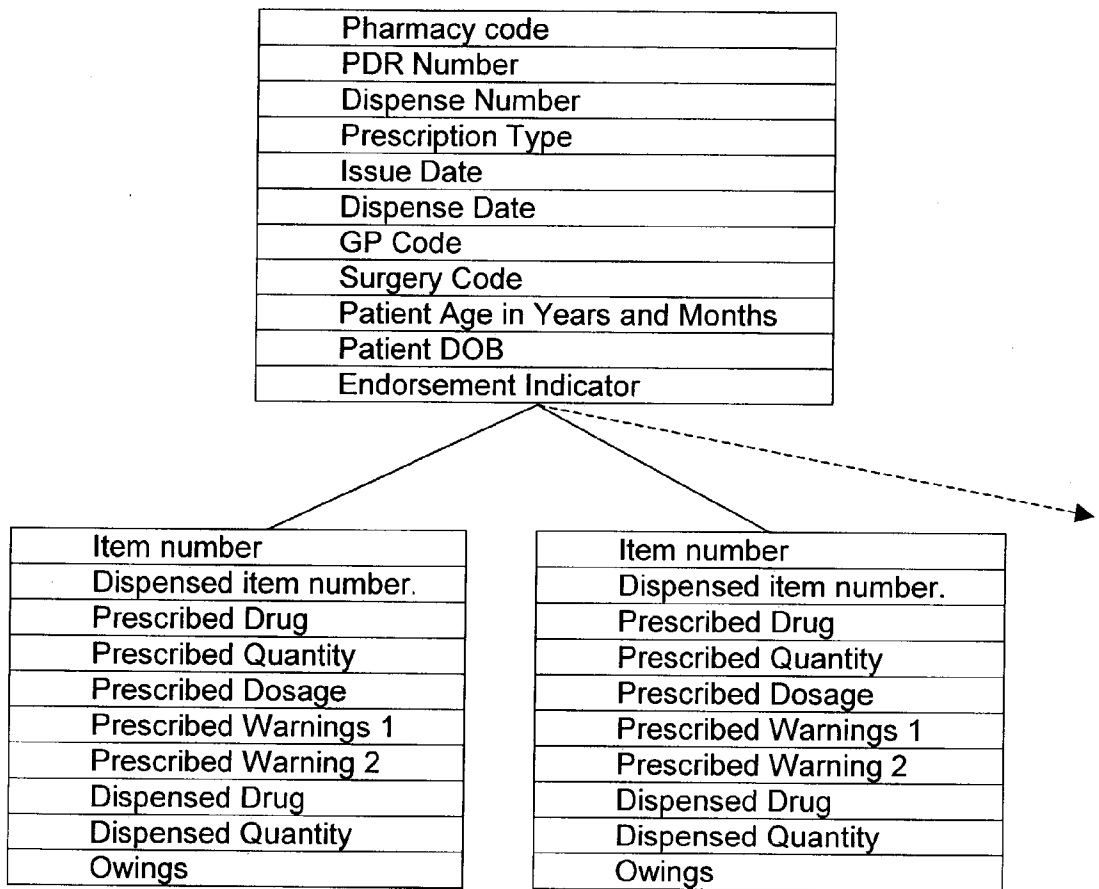 Pharmacy code
PDR Number
Dispense Number
Prescription Type
Issue Date
Dispense Date
GP Code
Surgery Code
Patient Age in Years and Months
Patient DOB
Endorsement Indicator
Item number
Dispensed item number.
Prescribed Drug
Prescribed Quantity
Prescribed Dosage
Prescribed Warnings 1
Prescribed Warning 2
Dispensed Drug
Dispensed Quantity
Owings
Item number
Dispensed item number.
Prescribed Drug
Prescribed Quantity
Prescribed Dosage
Prescribed Warnings 1
Prescribed Warning 2
Dispensed Drug
Dispensed Quantity
Owings